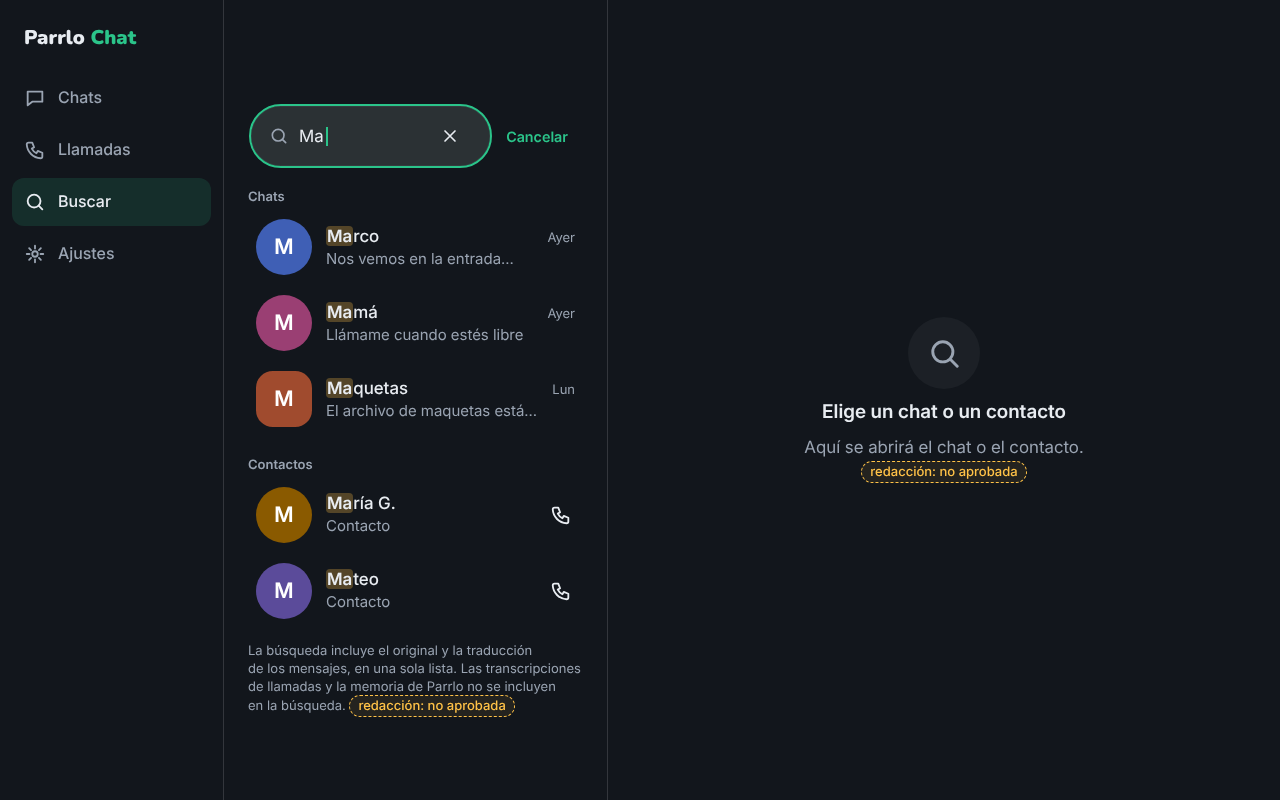 Parrlo Chat
Chats
Llamadas
Buscar
Ajustes
Ma
Cancelar
Chats
M
Marco
Ayer
Nos vemos en la entrada...
M
Mamá
Ayer
Llámame cuando estés libre
M
Maquetas
Lun
El archivo de maquetas está...
Contactos
M
María G.
Contacto
M
Mateo
Contacto
La búsqueda incluye el original y la traducción
de los mensajes, en una sola lista. Las transcripciones
de llamadas y la memoria de Parrlo no se incluyen
en la búsqueda. redacción: no aprobada
Elige un chat o un contacto
Aquí se abrirá el chat o el contacto.
redacción: no aprobada